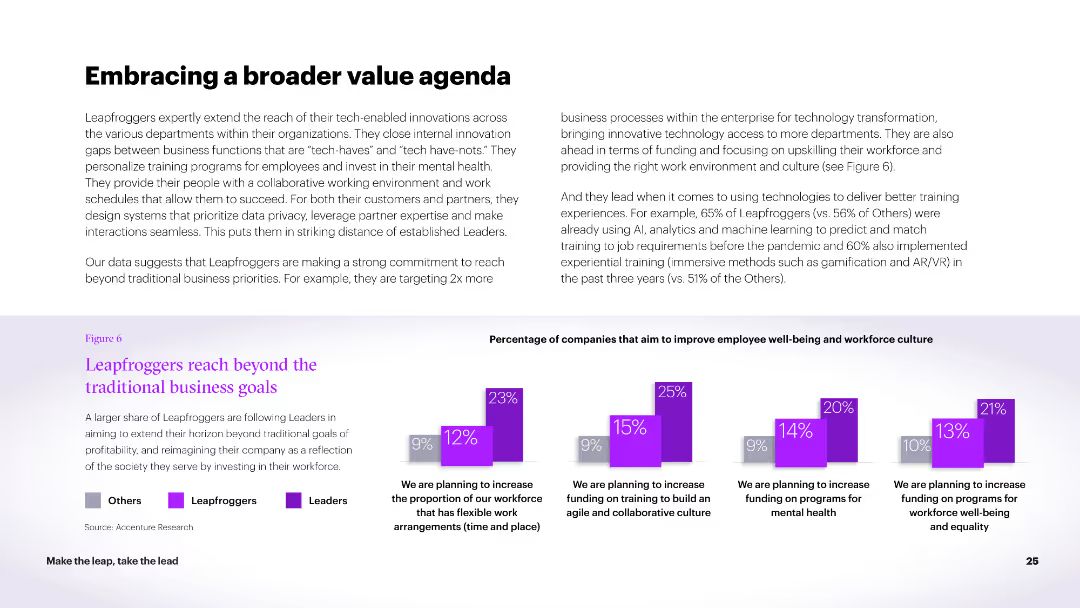 Embracing a broader value agenda
Leapfroggers expertly extend the reach of their tech-enabled innovations across
the various departments within their organizations. They close internal innovation
gaps between business functions that are “tech-haves” and “tech have-nots.” They
personalize training programs for employees and invest in their mental health.
They provide their people with a collaborative working environment and work
schedules that allow them to succeed. For both their customers and partners, they
design systems that prioritize data privacy, leverage partner expertise and make
interactions seamless. This puts them in striking distance of established Leaders.
Our data suggests that Leapfroggers are making a strong commitment to reach
beyond traditional business priorities. For example, they are targeting 2x more
business processes within the enterprise for technology transformation,
bringing innovative technology access to more departments. They are also
ahead in terms of funding and focusing on upskilling their workforce and
providing the right work environment and culture (see Figure 6).
And they lead when it comes to using technologies to deliver better training
experiences. For example, 65% of Leapfroggers (vs. 56% of Others) were
already using AI, analytics and machine learning to predict and match
training to job requirements before the pandemic and 60% also implemented
experiential training (immersive methods such as gamification and AR/VR) in
the past three years (vs. 51% of the Others).
Figure 6
Leapfroggers reach beyond the
traditional business goals
A larger share of Leapfroggers are following Leaders in
aiming to extend their horizon beyond traditional goals of
profitability, and reimagining their company as a reflection
of the society they serve by investing in their workforce.
Others
Leapfroggers
Leaders
Source: Accenture Research
Percentage of companies that aim to improve employee well-being and workforce culture
9%
12%
23%
We are planning to increase
the proportion of our workforce
that has flexible work
arrangements (time and place)
9%
15%
25%
We are planning to increase
funding on training to build an
agile and collaborative culture
9%
14%
20%
We are planning to increase
funding on programs for
mental health
10%
13%
21%
We are planning to increase
funding on programs for
workforce well-being
and equality
Make the leap, take the lead
25